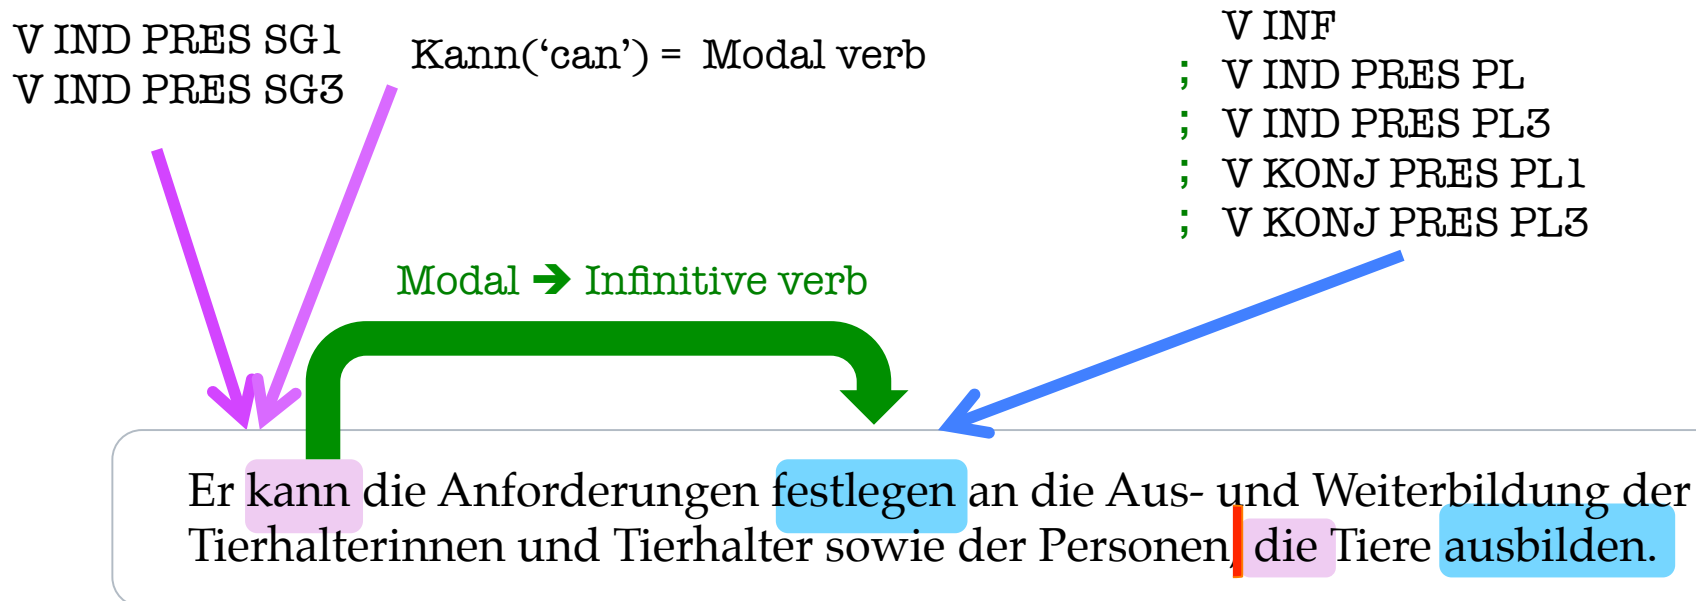 V IND PRES SG1
V IND PRES SG3
Kann(‘can’) = Modal verb
V INF
; V IND PRES PL
; V IND PRES PL3
; V KONJ PRES PL1
; V KONJ PRES PL3
Modal ➔ Infinitive verb
Er kann die Anforderungen festlegen an die Aus- und Weiterbildung der
Tierhalterinnen und Tierhalter sowie der Personen, die Tiere ausbilden.